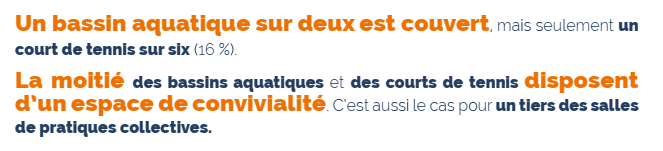 Un bassin aquatique sur deux est couvert, mais seulement un
court de tennis sur six (16 %).
La moitié des bassins aquatiques et des courts de tennis disposent
d'un espace de convivialité. C'est aussi le cas pour un tiers des salles
de pratiques collectives.